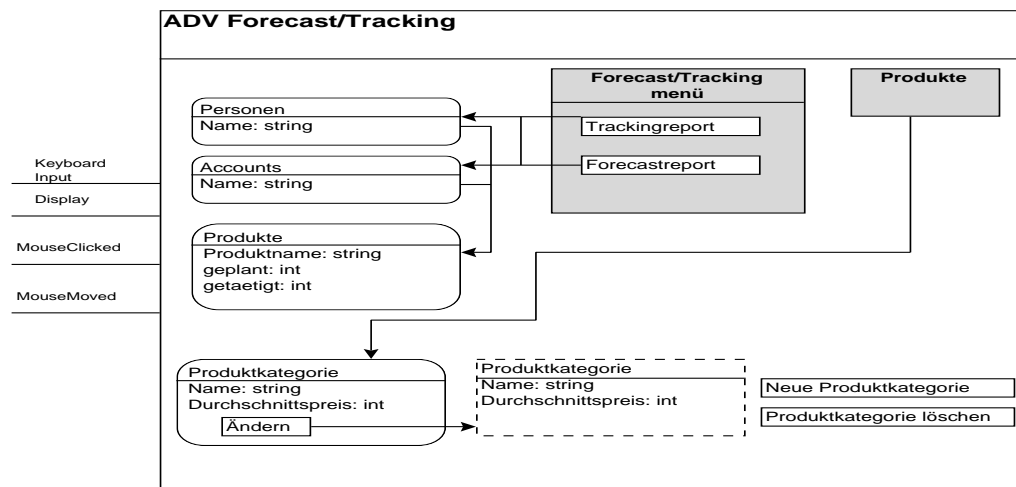 ADV Forecast/Tracking
Forecast/Tracking
menü
Trackingreport
Forecastreport
Produkte
Personen
Name: string
Accounts
Name: string
Produkte
Produktname: string
geplant: int
getaetigt: int
Keyboard
Input
Display
MouseClicked
MouseMoved
Produktkategorie
Name: string
Durchschnittspreis: int
Ändern
Produktkategorie
Name: string
Durchschnittspreis: int
Neue Produktkategorie
Produktkategorie löschen